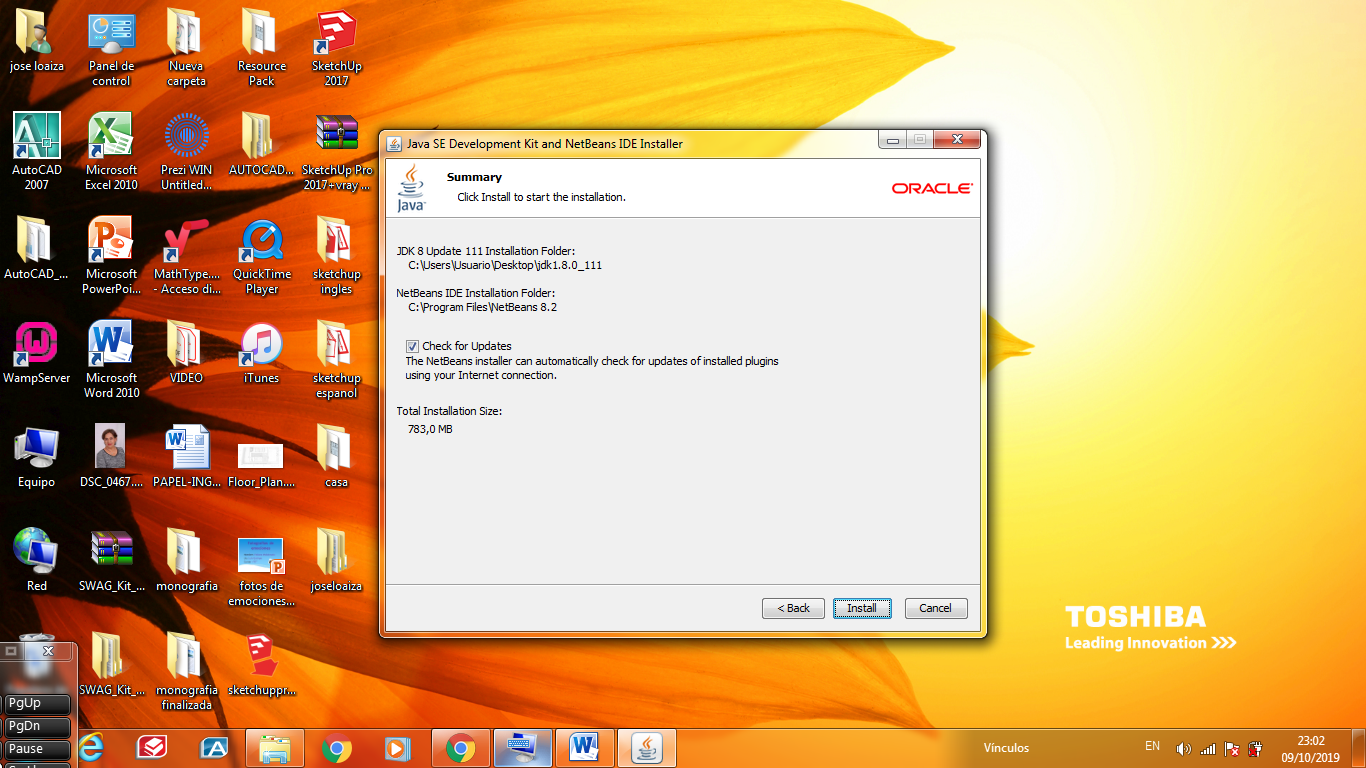 jose loaiza
Panel de
control
Nueva
carpeta
Resource
Pack
SketchUp
2017
AutoCAD
2007
Microsoft
Excel 2010
Prezi WIN
Untitled...
AUTOCAD...
SketchUp Pro
2017+vray ...
AutoCAD_...
Microsoft
PowerPoi...
MathType....
- Acceso di...
QuickTime
Player
sketchup
ingles
WampServer
Microsoft
Word 2010
VIDEO
iTunes
sketchup
espanol
Equipo
DSC_0467....
PAPEL-ING...
Floor_Plan....
casa
Red
SWAG_Kit_...
monografia
fotos de
emociones...
joseloaiza
SWAG_Kit_...
monografia
finalizada
sketchuppr...
PgUp
PgDn
Pause
Java SE Development Kit and NetBeans IDE Installer
Java
Summary
Click Install to start the installation.
ORACLE
JDK 8 Update 111 Installation Folder:
C:\Users\Usuario\Desktop\jdk1.8.0_111
NetBeans IDE Installation Folder:
C:\Program Files\NetBeans 8.2
Check for Updates
The NetBeans installer can automatically check for updates of installed plugins
using your Internet connection.
Total Installation Size:
783,0 MB
< Back
Install
Cancel
TOSHIBA
Leading Innovation >>>
Vínculos
EN
23:02
09/10/2019